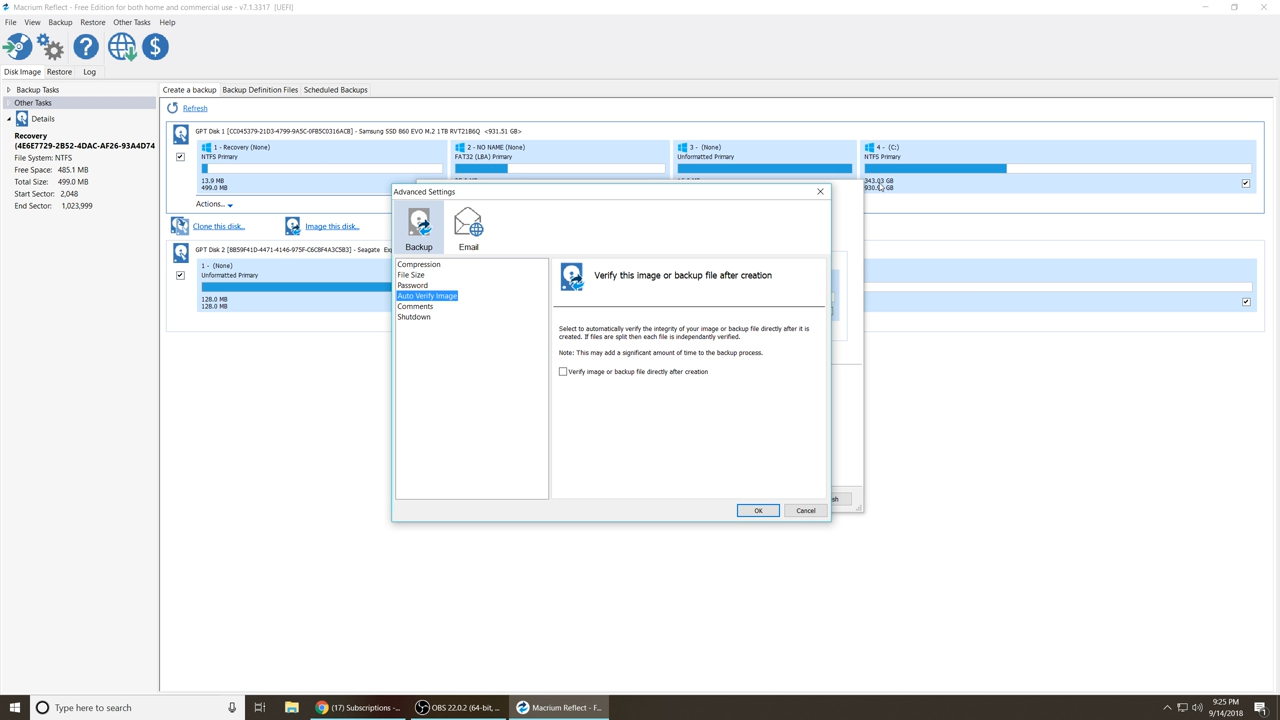 Macrium Reflect - Free Edition for both home and commercial use - v7.1.3317  [UEFI]
File View Backup Restore Other Tasks Help
Disk Image Restore Log
Backup Tasks
Other Tasks
Details
Recovery
(4E6E7729-2B52-4DAC-AF26-93A4D74
File System: NTFS
Free Space: 485.1 MB
Total Size: 499.0 MB
Start Sector: 2,048
End Sector: 1,023,999
Create a backup Backup Definition Files Scheduled Backups
Refresh
GPT Disk 1 [CC045379-21D3-4799-9A5C-0FB5C0316ACB] - Samsung SSD 860 EVO M.2 1TB RVT21B6Q <931.51 GB>
1 - Recovery (None)
NTFS Primary
13.9 MB
499.0 MB
2 - NO NAME (None)
FAT32 (LBA) Primary
3 - (None)
Unformatted Primary
4 - (C:)
NTFS Primary
343.03 GB
Actions...
Clone this disk...
Image this disk...
GPT Disk 2 [BB59F41D-4471-4146-975F-C6C8F4A3C5B3] - Seagate
1 - (None)
Unformatted Primary
128.0 MB
128.0 MB
Advanced Settings
Backup Email
Compression
File Size
Password
Auto Verify Image
Comments
Shutdown
Verify this image or backup file after creation
Select to automatically verify the integrity of your image or backup file directly after it is
created. If files are split then each file is independantly verified.
Note: This may add a significant amount of time to the backup process.
Verify image or backup file directly after creation
OK Cancel
sh
Type here to search
(17) Subscriptions -...
OBS 22.0.2 (64-bit, ...
Macrium Reflect - F...
9:25 PM
9/14/2018
1